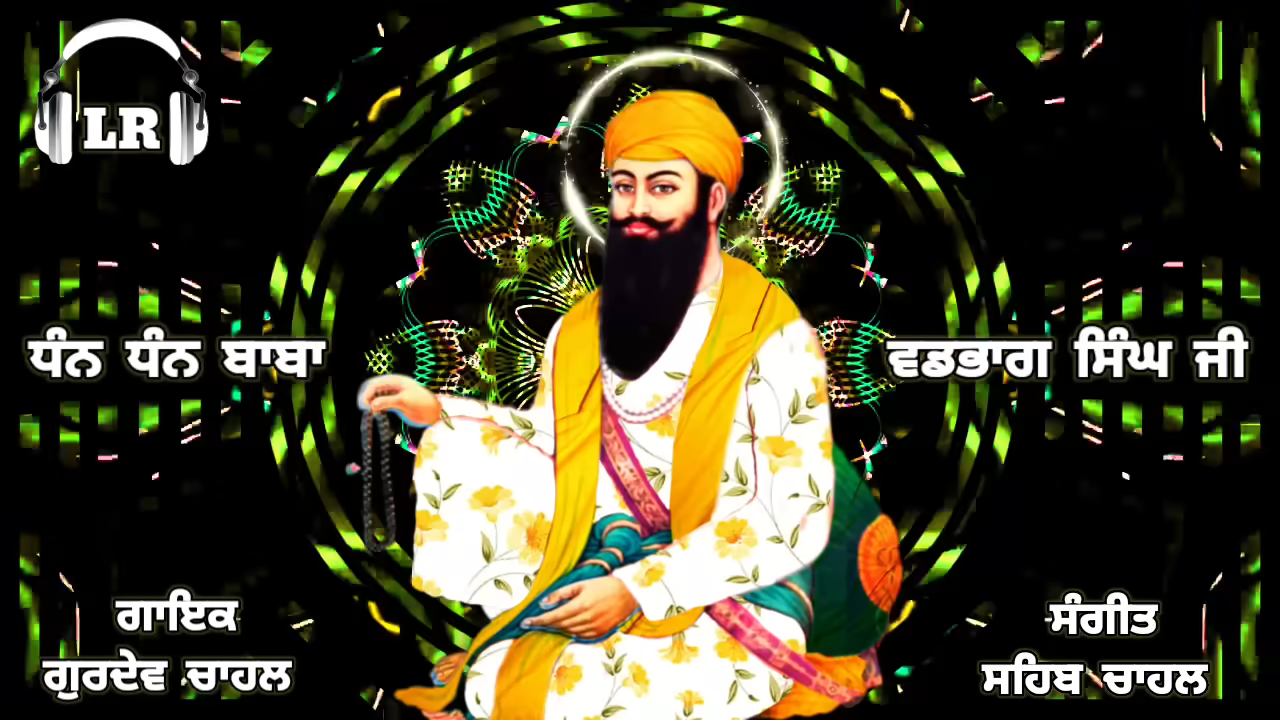 LR
ਧੰਨ ਧੰਨ ਬਾਬਾ
ਵਡਭਾਗ ਸਿੰਘ ਜੀ
ਗਾਇਕ
ਗੁਰਦੇਵ ਚਾਹਲ
ਸੰਗੀਤ
ਸਹਿਬ ਚਾਹਲ